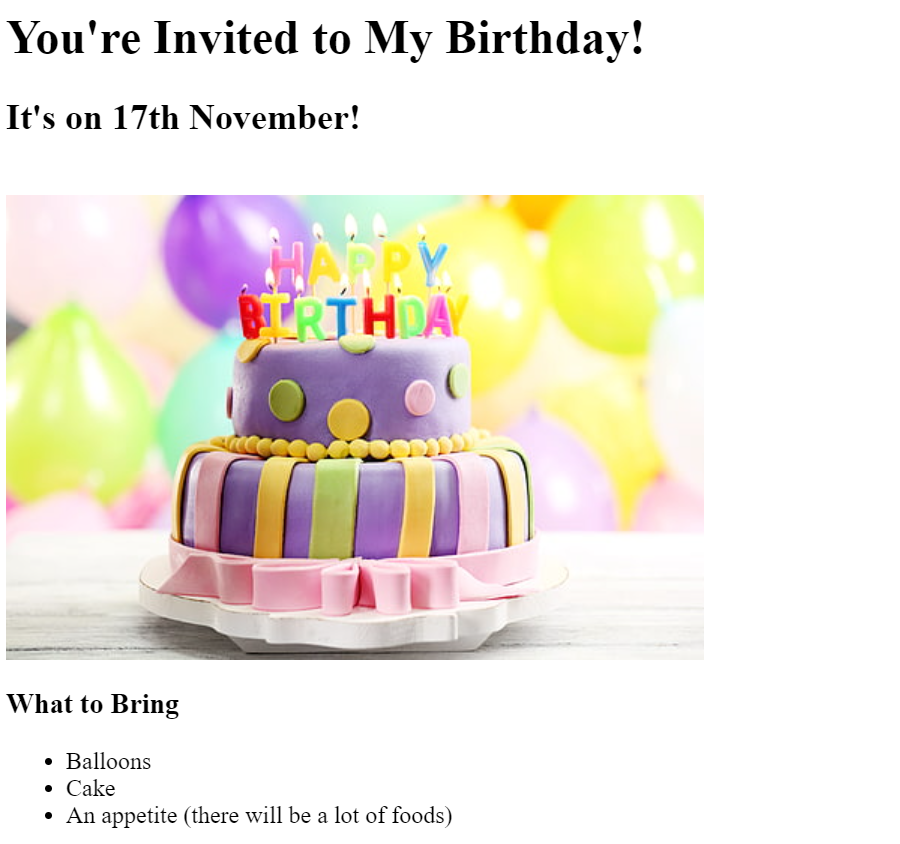 You're Invited to My Birthday!
It's on 17th November!
HAPPY
BIRTHDAY
What to Bring
Balloons
Cake
An appetite (there will be a lot of foods)